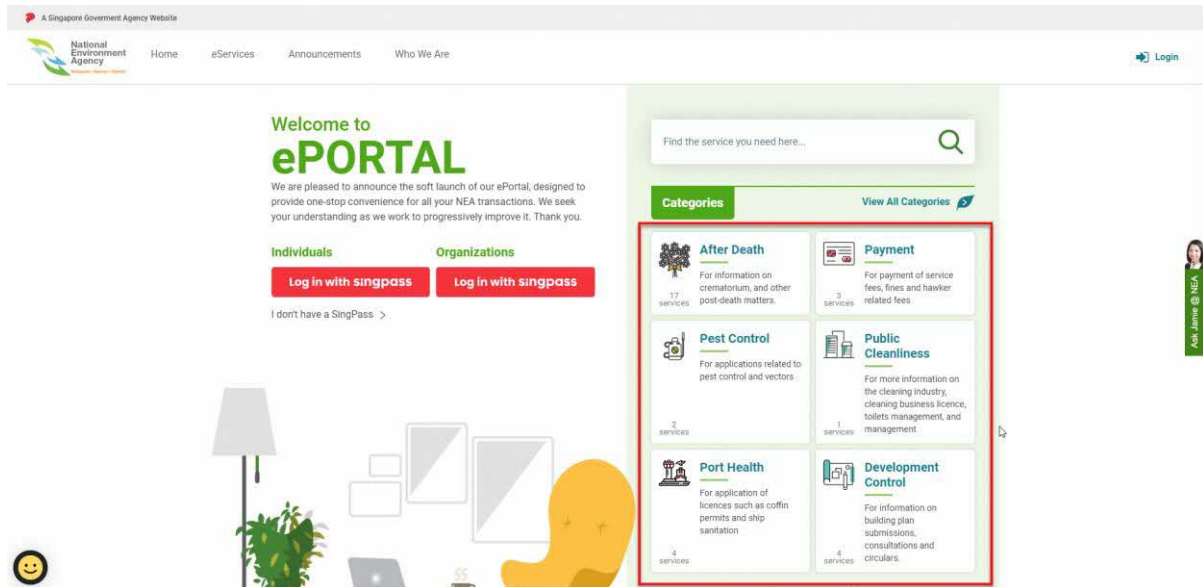 A Singapore Goverment Agency Website
National
Environment
Agency
Home eServices Announcements Who We Are
Login
Welcome to
ePORTAL
We are pleased to announce the soft launch of our ePortal, designed to
provide one-stop convenience for all your NEA transactions. We seek
your understanding as we work to progressively improve it. Thank you.
Individuals Organizations
Log in with singpass Log in with singpass
I don't have a SingPass >
Find the service you need here...
Categories View All Categories
After Death
For information on
crematorium, and other
post-death matters.
17
services
Payment
For payment of service
fees, fines and hawker
related fees
3
services
Pest Control
For applications related to
pest control and vectors
2
services
Public
Cleanliness
For more information on
the cleaning industry,
cleaning business licence,
toilets management, and
management
1
services
Port Health
For application of
licences such as coffin
permits and ship
sanitation
4
services
Development
Control
For information on
building plan
submissions,
consultations and
circulars.
4
services
Ask Jamie @ NEA